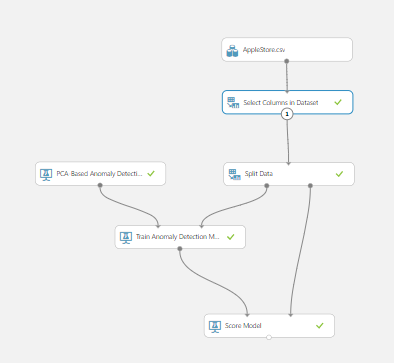 AppleStore.csv
Select Columns in Dataset
1
PCA Based Anomaly Detecti...
Split Data
Train Anomaly Detection M...
Score Model